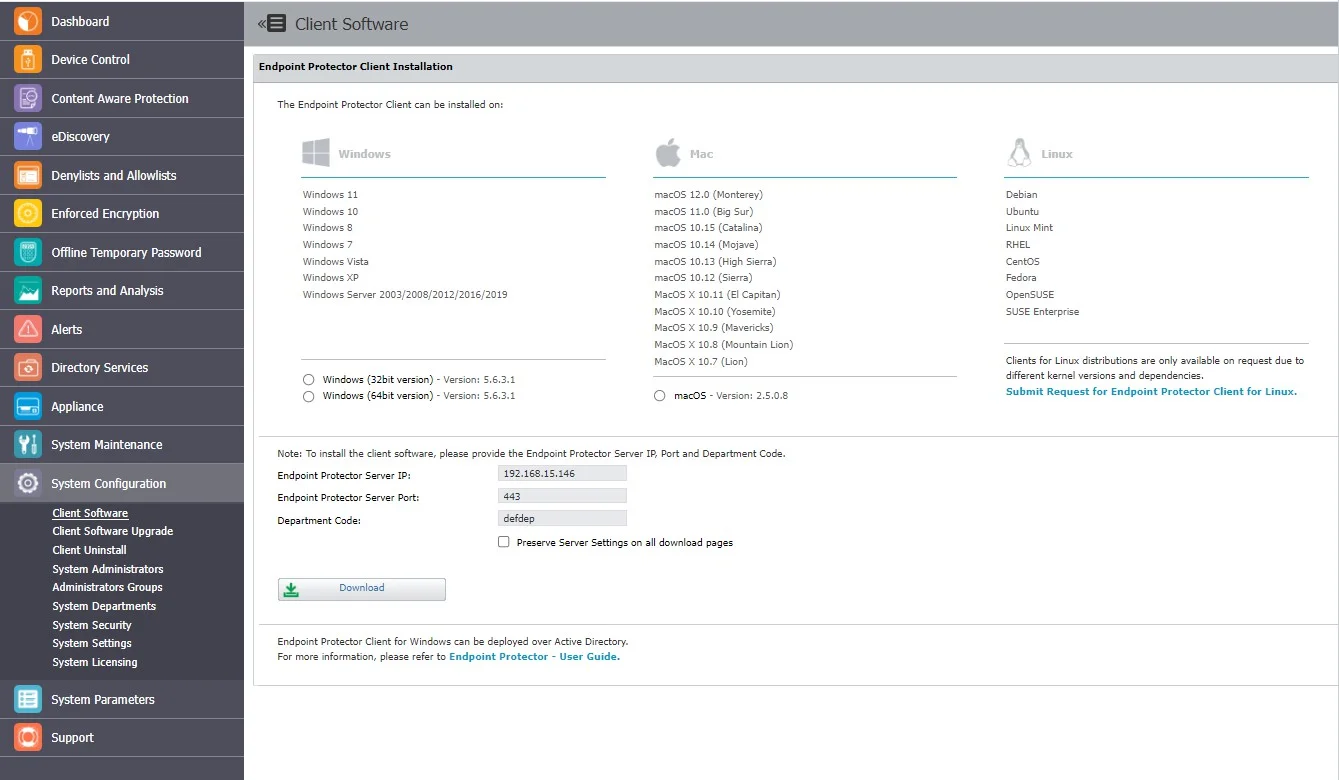 Dashboard
Device Control
Content Aware Protection
eDiscovery
Denylists and Allowlists
Enforced Encryption
Offline Temporary Password
Reports and Analysis
Alerts
Directory Services
Appliance
System Maintenance
System Configuration
Client Software
Client Software Upgrade
Client Uninstall
System Administrators
Administrators Groups
System Departments
System Security
System Settings
System Licensing
System Parameters
Support
Client Software
Endpoint Protector Client Installation
The Endpoint Protector Client can be installed on:
Windows
Windows 11
Windows 10
Windows 8
Windows 7
Windows Vista
Windows XP
Windows Server 2003/2008/2012/2016/2019
Windows (32bit version) - Version: 5.6.3.1
Windows (64bit version) - Version: 5.6.3.1
Mac
macOS 12.0 (Monterey)
macOS 11.0 (Big Sur)
macOS 10.15 (Catalina)
macOS 10.14 (Mojave)
macOS 10.13 (High Sierra)
macOS 10.12 (Sierra)
MacOS X 10.11 (El Capitan)
MacOS X 10.10 (Yosemite)
MacOS X 10.9 (Mavericks)
MacOS X 10.8 (Mountain Lion)
MacOS X 10.7 (Lion)
macOS - Version: 2.5.0.8
Linux
Debian
Ubuntu
Linux Mint
RHEL
CentOS
Fedora
OpenSUSE
SUSE Enterprise
Clients for Linux distributions are only available on request due to
different kernel versions and dependencies.
Submit Request for Endpoint Protector Client for Linux.
Note: To install the client software, please provide the Endpoint Protector Server IP, Port and Department Code.
Endpoint Protector Server IP: 192.168.15.146
Endpoint Protector Server Port: 443
Department Code: defdep
Preserve Server Settings on all download pages
Download
Endpoint Protector Client for Windows can be deployed over Active Directory.
For more information, please refer to Endpoint Protector - User Guide.